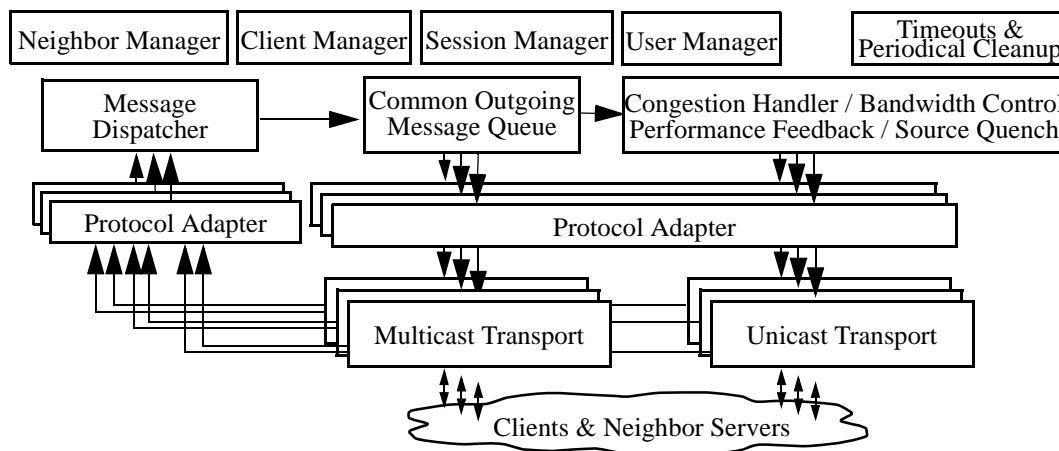 Neighbor Manager
Client Manager
Session Manager
User Manager
Timeouts &
Periodical Cleanup
Message
Dispatcher
Common Outgoing
Message Queue
Congestion Handler / Bandwidth Control
Performance Feedback / Source Quench
Protocol Adapter
Protocol Adapter
Multicast Transport
Unicast Transport
Clients & Neighbor Servers